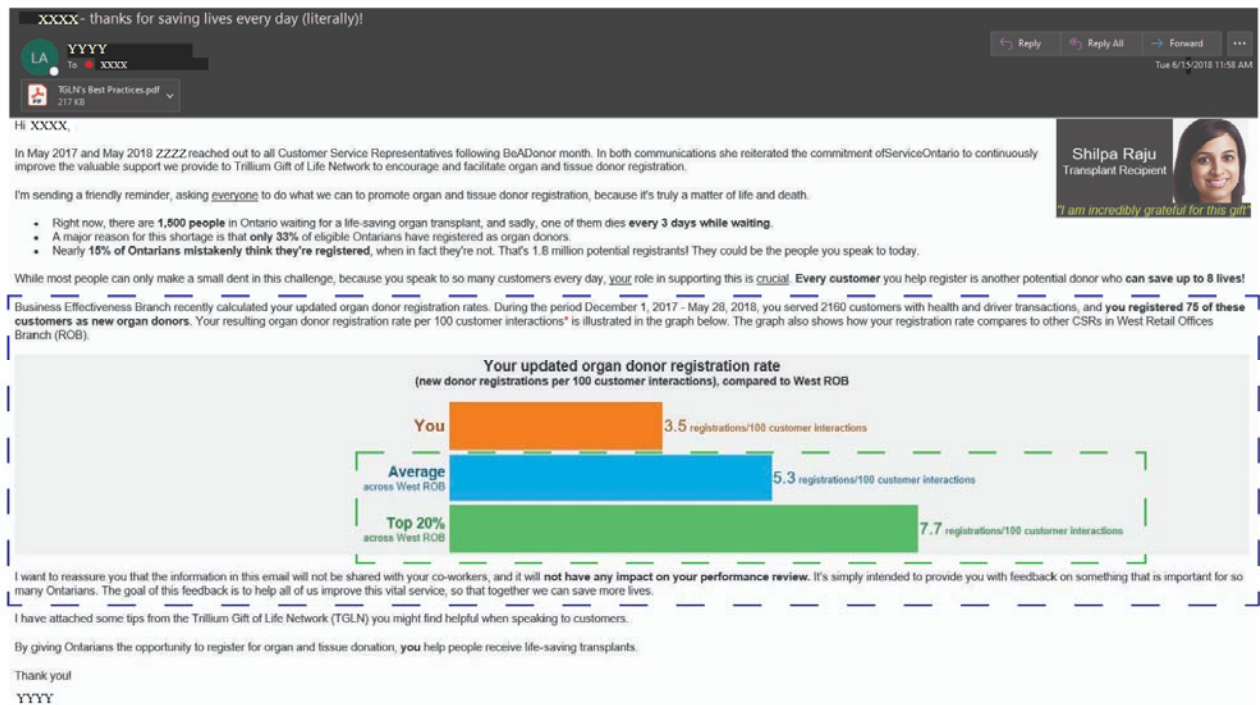 XXXX - thanks for saving lives every day (literally)!
LA
YYYY
To XXXX
Reply
Reply All
Forward
Tue 6/15/2018 11:58 AM
TGLN's Best Practices.pdf
217 KB
Hi XXXX,
In May 2017 and May 2018 ZZZZ reached out to all Customer Service Representatives following BeADonor month. In both communications she reiterated the commitment ofServiceOntario to continuously
improve the valuable support we provide to Trillium Gift of Life Network to encourage and facilitate organ and tissue donor registration.
Shilpa Raju
Transplant Recipient
"I am incredibly grateful for this gift"
I'm sending a friendly reminder, asking everyone to do what we can to promote organ and tissue donor registration, because it's truly a matter of life and death.
• Right now, there are 1,500 people in Ontario waiting for a life-saving organ transplant, and sadly, one of them dies every 3 days while waiting.
• A major reason for this shortage is that only 33% of eligible Ontarians have registered as organ donors.
• Nearly 15% of Ontarians mistakenly think they're registered, when in fact they're not. That's 1.8 million potential registrants! They could be the people you speak to today.
While most people can only make a small dent in this challenge, because you speak to so many customers every day, your role in supporting this is crucial. Every customer you help register is another potential donor who can save up to 8 lives!
Business Effectiveness Branch recently calculated your updated organ donor registration rates. During the period December 1, 2017 - May 28, 2018, you served 2160 customers with health and driver transactions, and you registered 75 of these
customers as new organ donors. Your resulting organ donor registration rate per 100 customer interactions* is illustrated in the graph below. The graph also shows how your registration rate compares to other CSRs in West Retail Offices
Branch (ROB).
Your updated organ donor registration rate
(new donor registrations per 100 customer interactions), compared to West ROB
You
3.5 registrations/100 customer interactions
Average
across West ROB
5.3 registrations/100 customer interactions
Top 20%
across West ROB
7.7 registrations/100 customer interactions
I want to reassure you that the information in this email will not be shared with your co-workers, and it will not have any impact on your performance review. It's simply intended to provide you with feedback on something that is important for so
many Ontarians. The goal of this feedback is to help all of us improve this vital service, so that together we can save more lives.
I have attached some tips from the Trillium Gift of Life Network (TGLN) you might find helpful when speaking to customers.
By giving Ontarians the opportunity to register for organ and tissue donation, you help people receive life-saving transplants.
Thank you!
YYYY